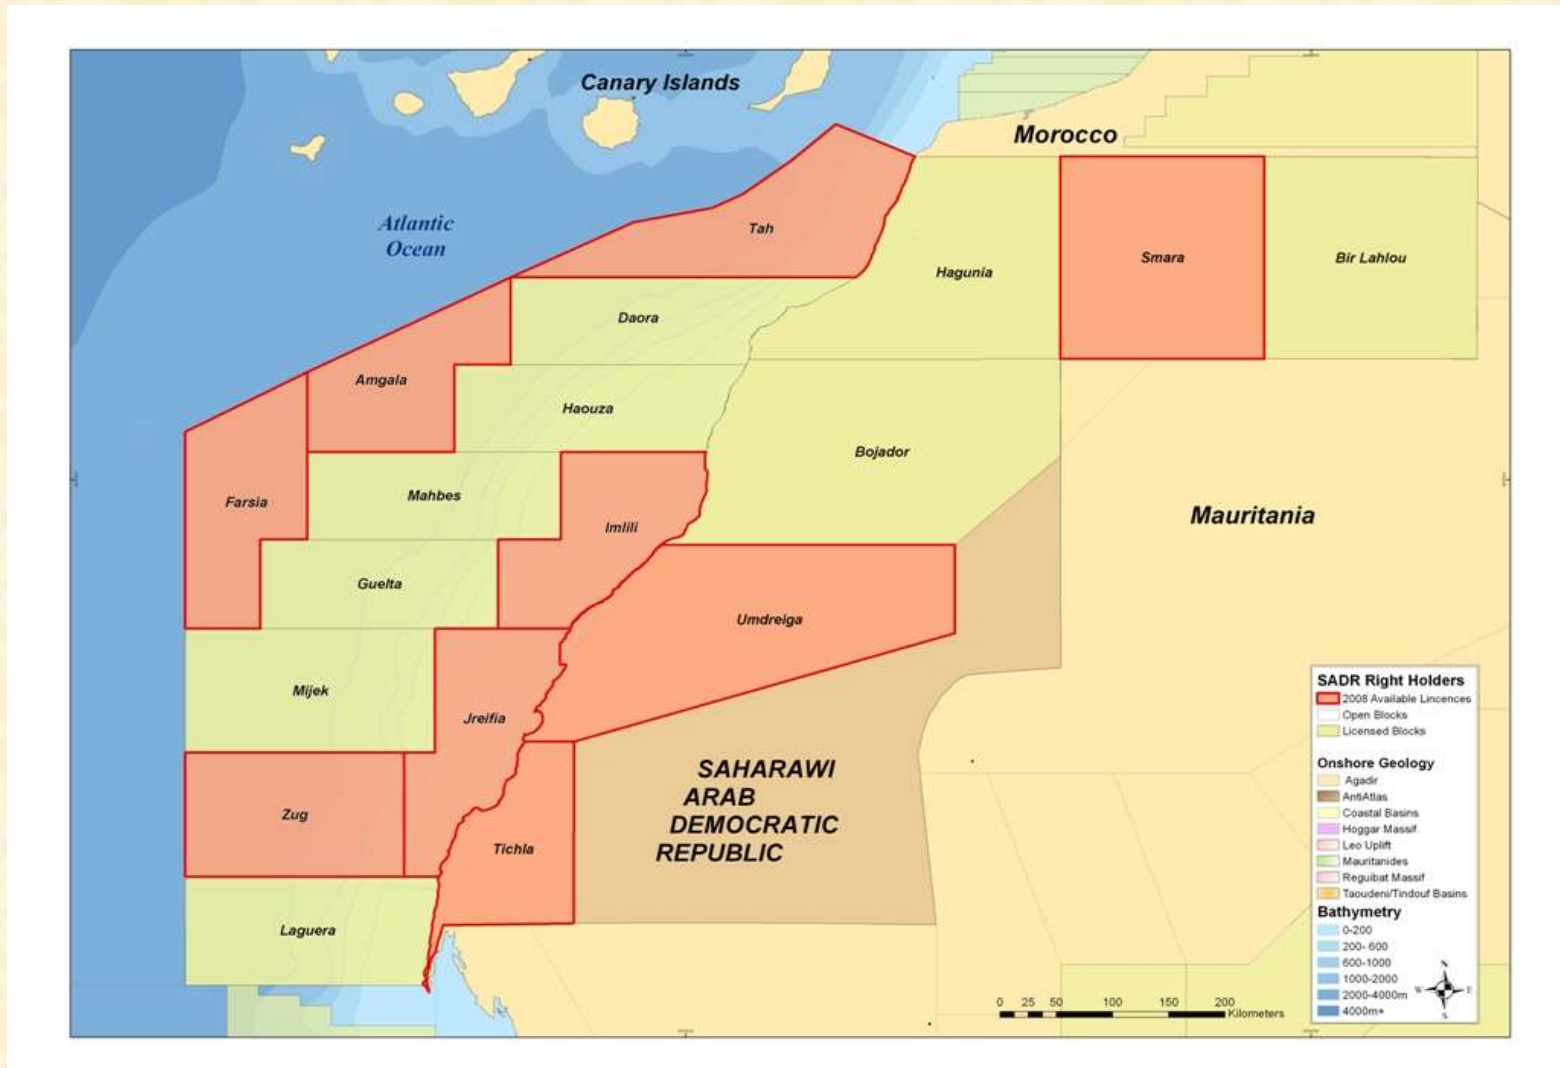 Canary Islands
Morocco
Atlantic
Ocean
Tah
Hagunia
Smara
Bir Lahlou
Daora
Amgala
Haouza
Bojador
Farsia
Mahbes
Imlili
Mauritania
Guelta
Umdreiga
Mijek
Jreifia
SAHARAWI
ARAB
DEMOCRATIC
REPUBLIC
Zug
Tichla
Laguera
SADR Right Holders
2008 Available Lincences
Open Blocks
Licensed Blocks
Onshore Geology
Agadir
AntiAtlas
Coastal Basins
Hoggar Massif
Leo Uplift
Mauritanides
Reguibat Massif
Taoudeni/Tindouf Basins
Bathymetry
0-200
200- 600
600-1000
1000-2000
2000-4000m
4000m+
N
W E
S
0 25 50 100 150 200
Kilometers